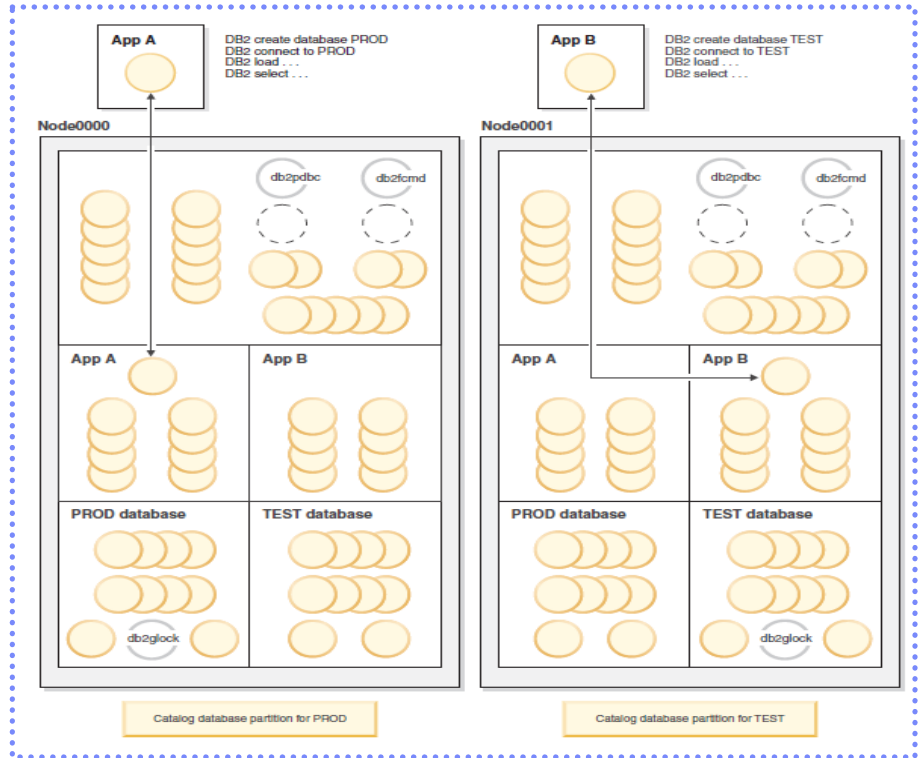 App A
DB2 create database PROD
DB2 connect to PROD
DB2 load . . .
DB2 select . . .
App B
DB2 create database TEST
DB2 connect to TEST
DB2 load . . .
DB2 select . . .
Node0000
db2pdbc
db2fcmd
App A
App B
PROD database
TEST database
db2glock
Catalog database partition for PROD
Node0001
db2pdbc
db2fcmd
App A
App B
PROD database
TEST database
db2glock
Catalog database partition for TEST